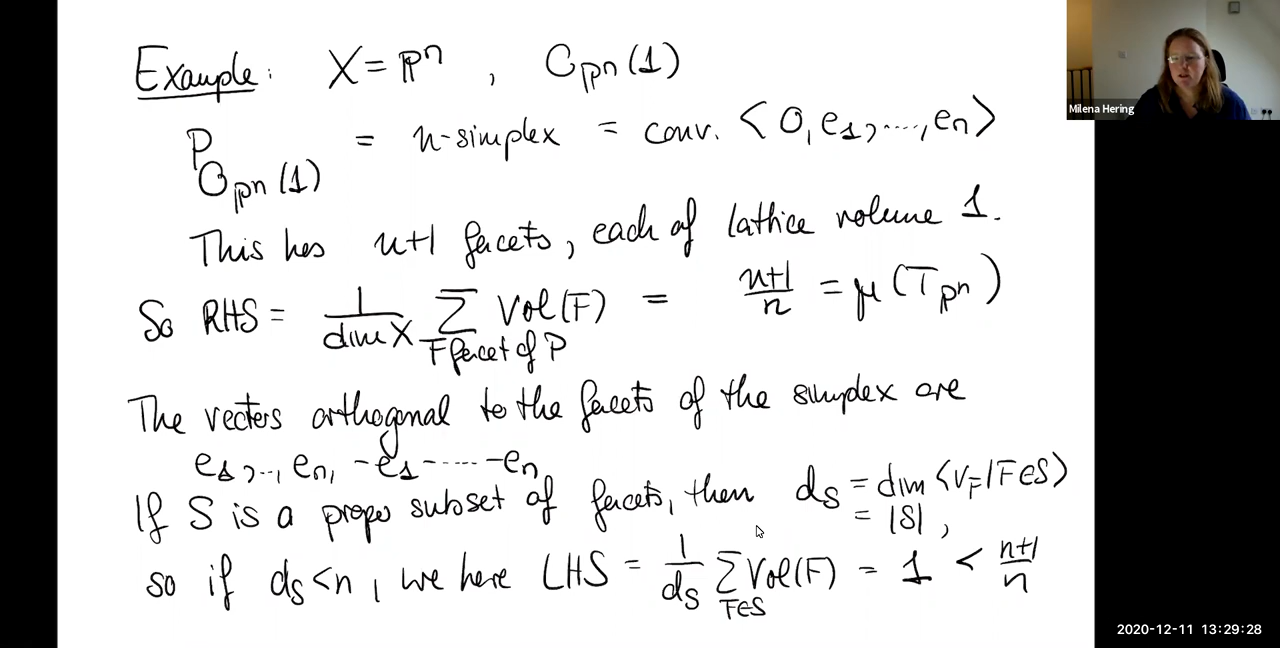 Example: X = ℙⁿ , O_ℙⁿ(1)
P_O_ℙⁿ(1) = n-simplex = conv. <0, e₁, ...., eₙ>
This has n+1 facets, each of lattice volume 1.
So RHS = 1/dim X ∑_{F facet of P} Vol(F) = n+1/n = μ(T_ℙⁿ)
The vectors orthogonal to the facets of the simplex are
e₁, .., eₙ, -e₁ ----- -eₙ
If S is a proper subset of facets, then d_S = dim <v_F | F∈S>
= |S| ,
so if d_S < n , we have LHS = 1/d_S ∑_{F∈S} Vol(F) = 1 < n+1/n
Milena Hering
2020-12-11 13:29:28